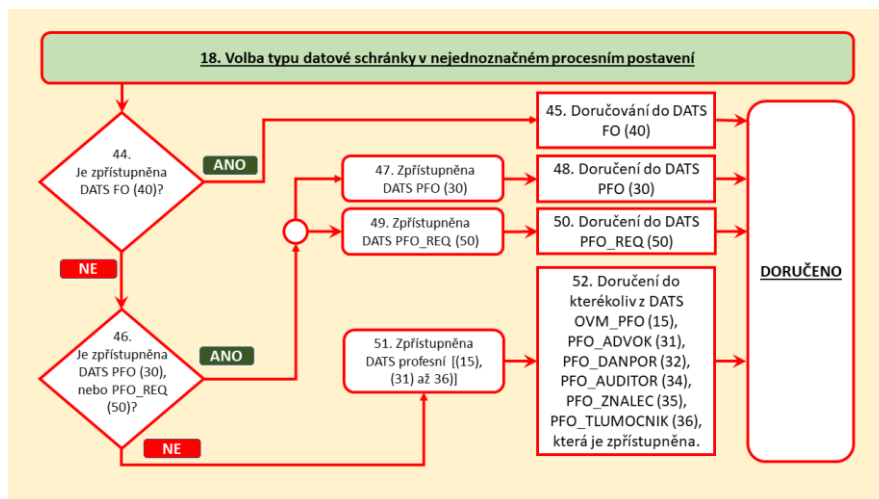 18. Volba typu datové schránky v nejednoznačném procesním postavení
44.
Je zpřístupněna
DATS FO (40)?
ANO
45. Doručování do DATS
FO (40)
47. Zpřístupněna
DATS PFO (30)
48. Doručení do DATS
PFO (30)
49. Zpřístupněna
DATS PFO_REQ (50)
50. Doručení do DATS
PFO_REQ (50)
DORUČENO
NE
46.
Je zpřístupněna
DATS PFO (30),
nebo PFO_REQ
(50)?
ANO
51. Zpřístupněna
DATS profesní [(15),
(31) až 36)]
52. Doručení do
kterékoliv z DATS
OVM_PFO (15),
PFO_ADVOK (31),
PFO_DANPOR (32),
PFO_AUDITOR (34),
PFO_ZNALEC (35),
PFO_TLUMOCNIK (36),
která je zpřístupněna.
NE